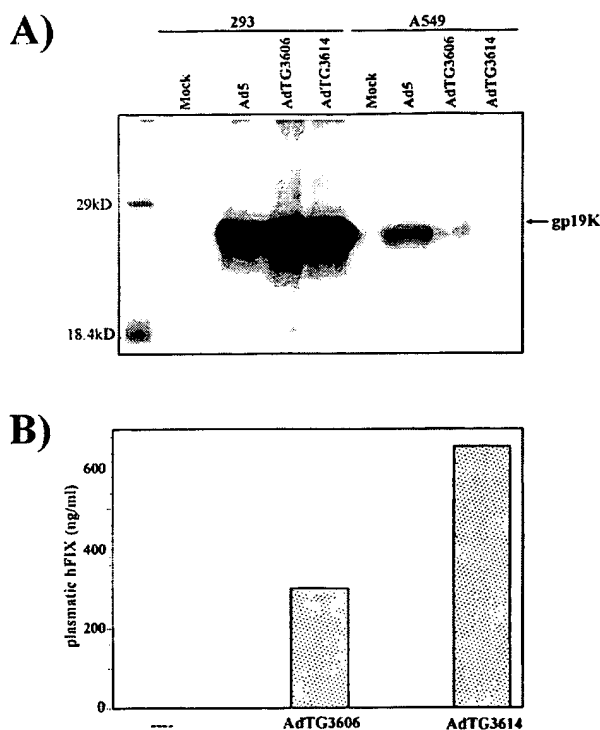 A)
293 A549
Mock Ad5 AdTG3606 AdTG3614 Mock Ad5 AdTG3606 AdTG3614
29kD
gp19K
18.4kD
B)
plasmatic hFIX (ng/ml)
600
400
200
0
---- AdTG3606 AdTG3614